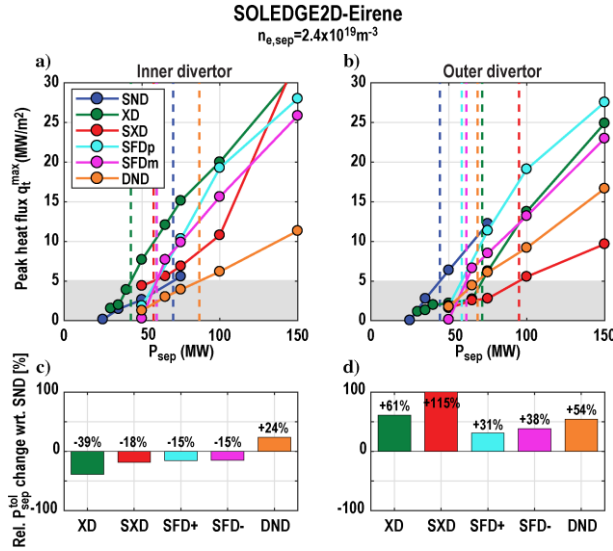 SOLEDGE2D-Eirene
n_e,sep=2.4x10^19m^-3
a) Inner divertor
b) Outer divertor
Peak heat flux q_t^max(MW/m²)
30
25
20
15
10
5
0
SND
XD
SXD
SFDp
SFDm
DND
30
25
20
15
10
5
0
0 50 100 150
P_sep (MW)
0 50 100 150
P_sep (MW)
c)
d)
Rel. P_sep^tol change wrt. SND [%]
100
0
-100
-39%
-18%
-15%
-15%
+24%
XD SXD SFD+ SFD- DND
100
0
-100
+61%
+115%
+31%
+38%
+54%
XD SXD SFD+ SFD- DND